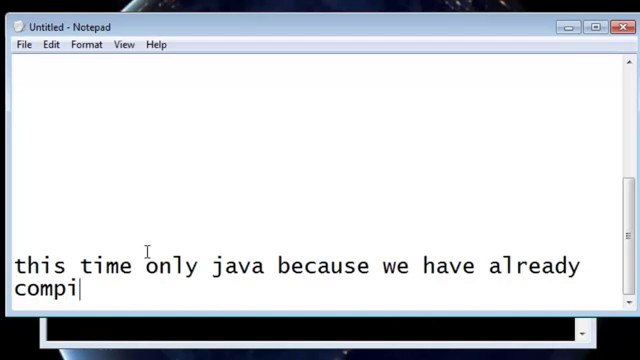 Untitled - Notepad
File Edit Format View Help
this time only java because we have already
compi